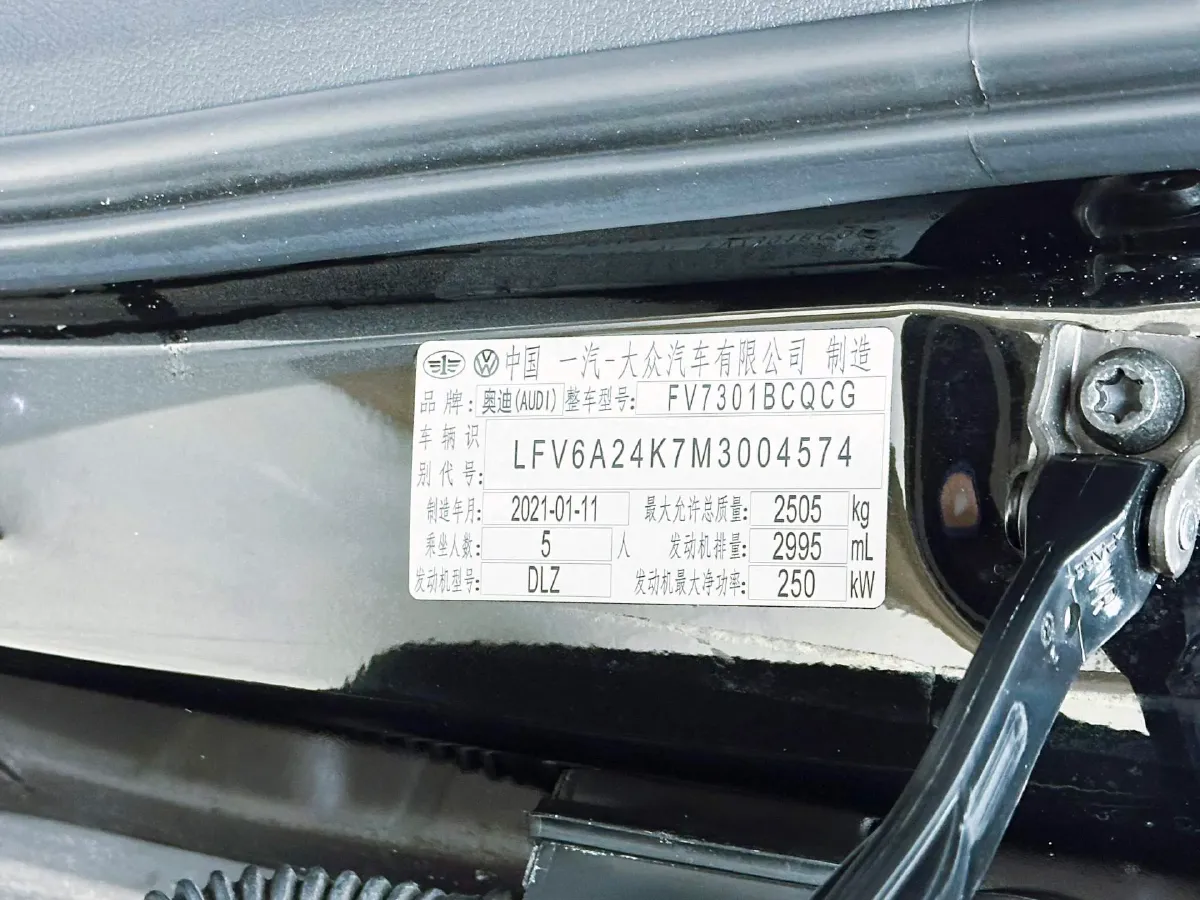 中国 一汽-大众汽车有限公司 制造
品牌: 奥迪(AUDI) 整车型号: FV7301BCQCG
车辆识别代号: LFV6A24K7M3004574
制造年月: 2021-01-11 最大允许总质量: 2505 kg
乘坐人数: 5 人 发动机排量: 2995 mL
发动机型号: DLZ 发动机最大净功率: 250 kW